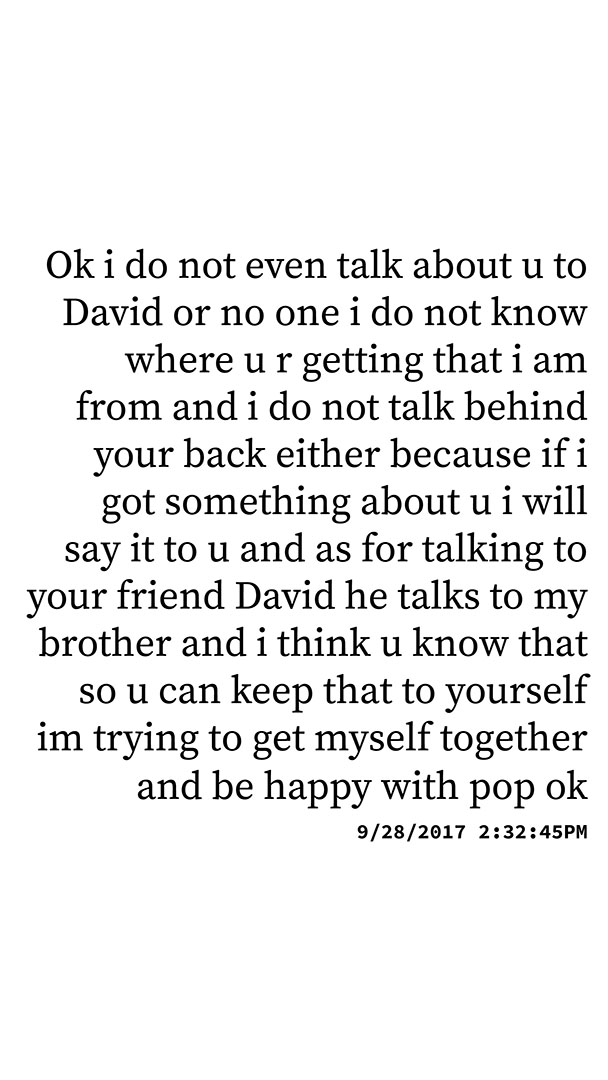 Ok i do not even talk about u to
David or no one i do not know
where u r getting that i am
from and i do not talk behind
your back either because if i
got something about u i will
say it to u and as for talking to
your friend David he talks to my
brother and i think u know that
so u can keep that to yourself
im trying to get myself together
and be happy with pop ok
9/28/2017 2:32:45PM